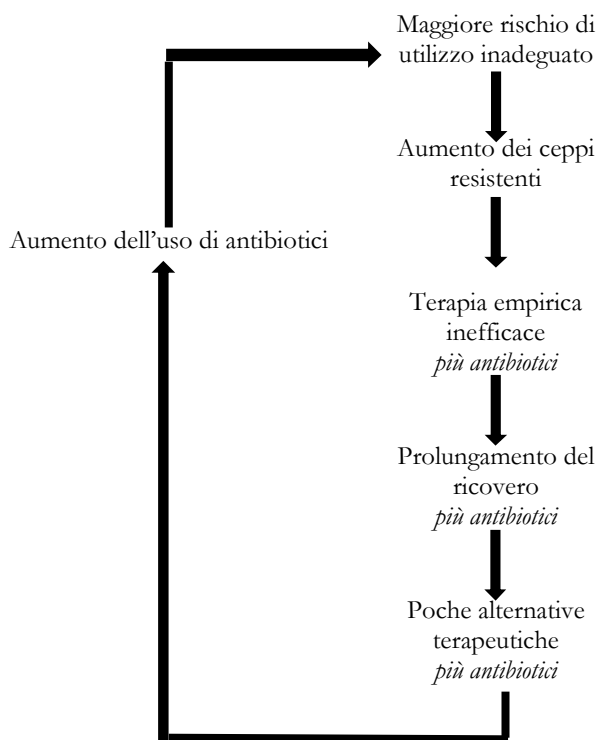 Maggiore rischio di
utilizzo inadeguato
Aumento dei ceppi
resistenti
Aumento dell’uso di antibiotici
Terapia empirica
inefficace
più antibiotici
Prolungamento del
ricovero
più antibiotici
Poche alternative
terapeutiche
più antibiotici